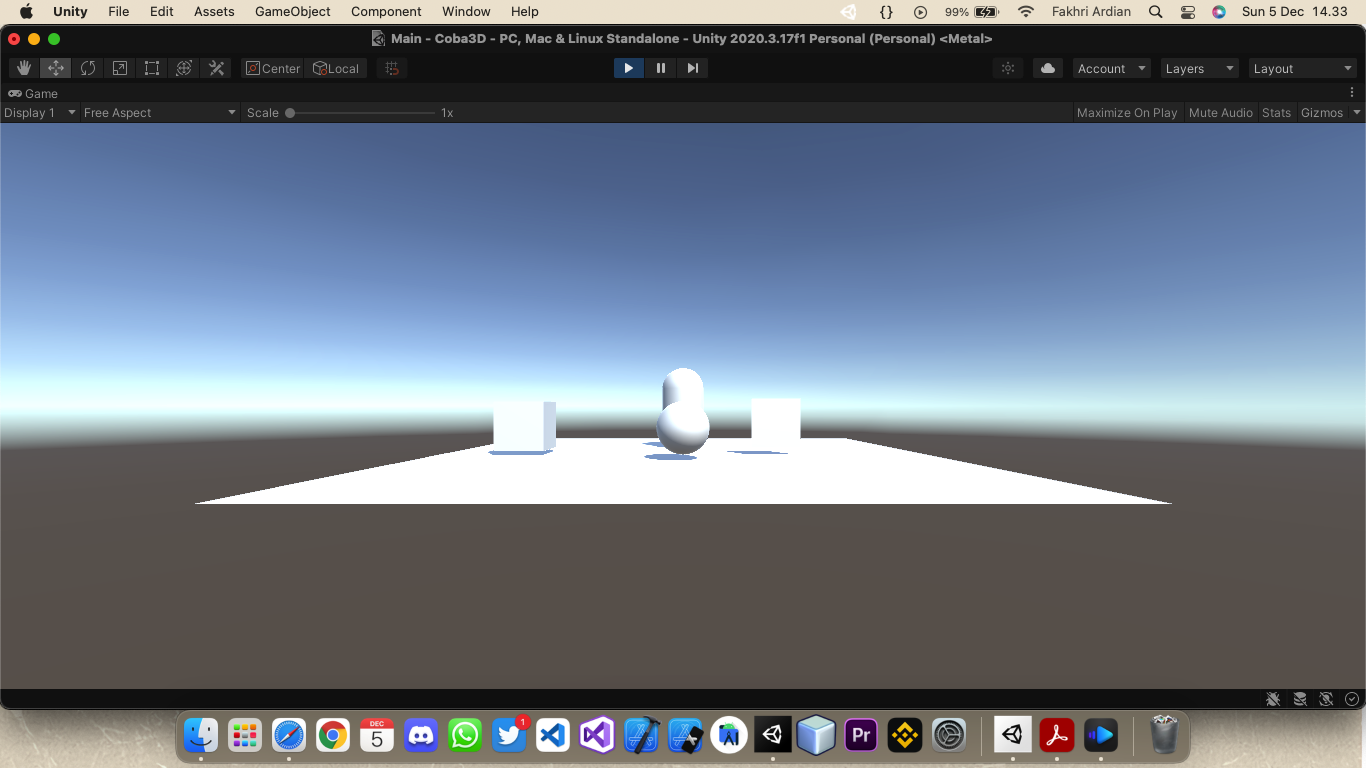 Unity File Edit Assets GameObject Component Window Help {} 99% Fakhri Ardian Sun 5 Dec 14.33
Main - Coba3D - PC, Mac & Linux Standalone - Unity 2020.3.17f1 Personal (Personal) <Metal>
Center Local Account Layers Layout
Game
Display 1 Free Aspect Scale 1x Maximize On Play Mute Audio Stats Gizmos
1
DEC
5
Pr